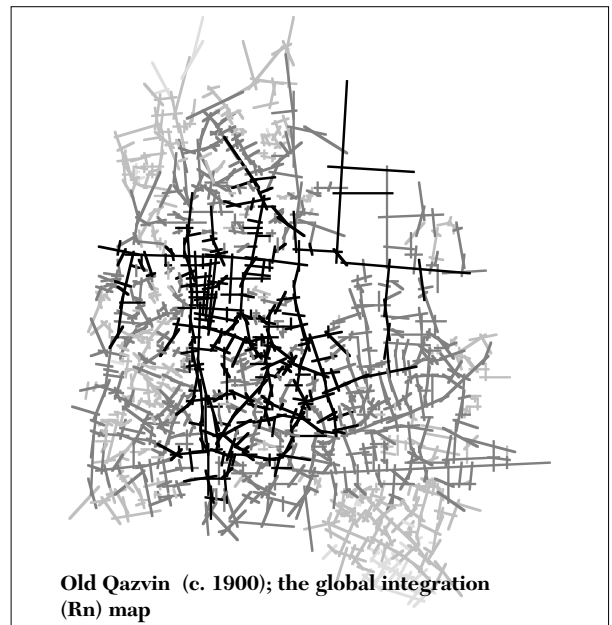 Old Qazvin (c. 1900); the global integration
(Rn) map